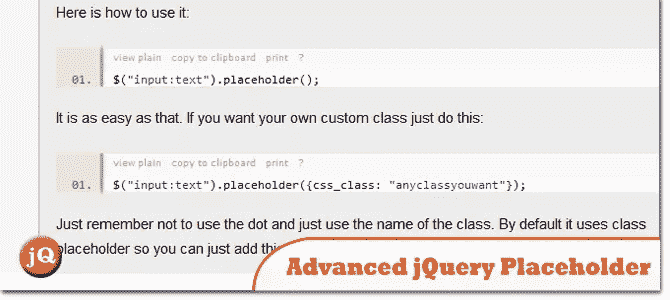 Here is how to use it:
view plain copy to clipboard print ?
01. $("input:text").placeholder();
It is as easy as that. If you want your own custom class just do this:
view plain copy to clipboard print ?
01. $("input:text").placeholder({css_class: "anyclassyouwant"});
Just remember not to use the dot and just use the name of the class. By default it uses class
placeholder so you can just add
jQ
Advanced jQuery Placeholder